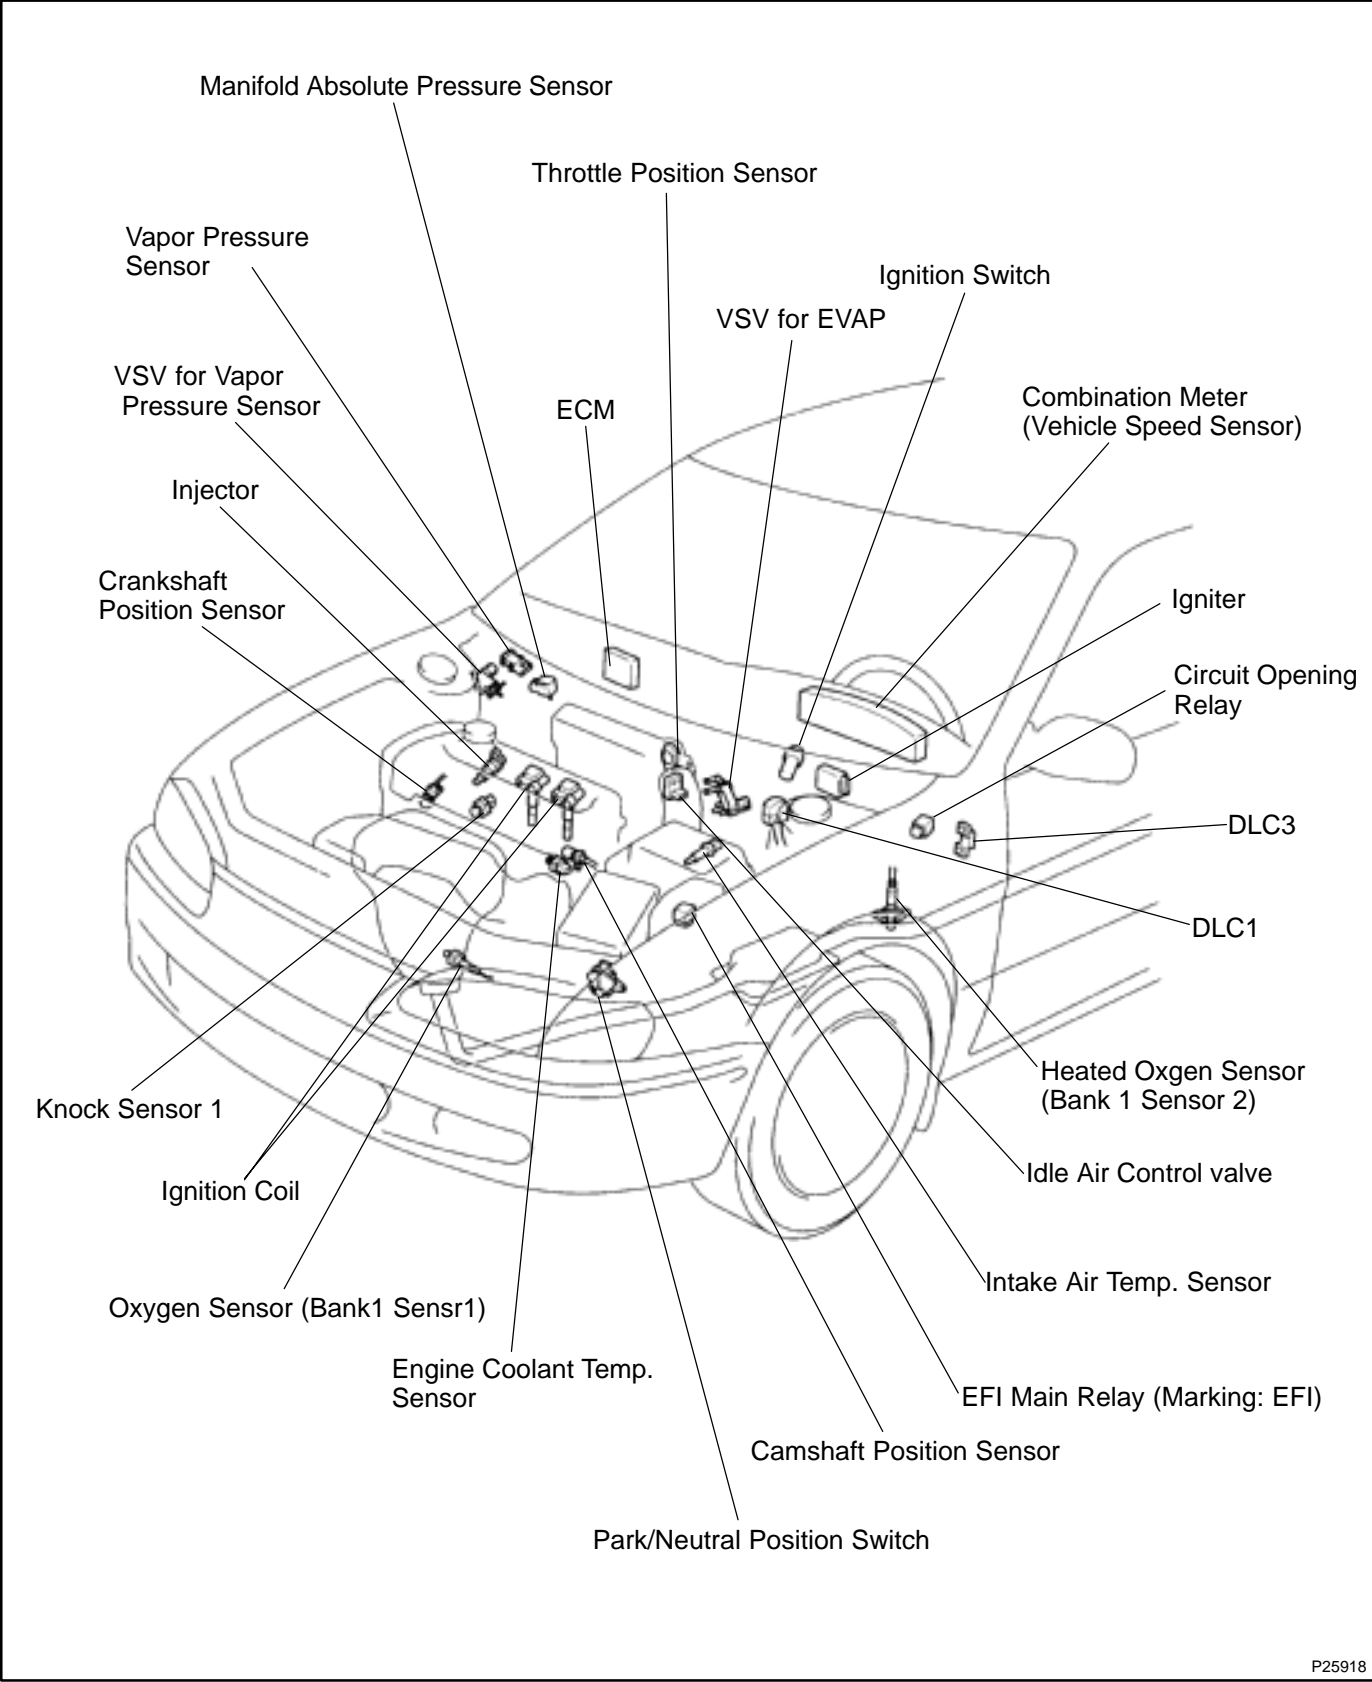 Manifold Absolute Pressure Sensor
Throttle Position Sensor
Vapor Pressure
Sensor
Ignition Switch
VSV for EVAP
VSV for Vapor
Pressure Sensor
ECM
Combination Meter
(Vehicle Speed Sensor)
Injector
Crankshaft
Position Sensor
Igniter
Circuit Opening
Relay
DLC3
DLC1
Heated Oxgen Sensor
(Bank 1 Sensor 2)
Knock Sensor 1
Idle Air Control valve
Ignition Coil
Intake Air Temp. Sensor
Oxygen Sensor (Bank1 Sensr1)
Engine Coolant Temp.
Sensor
EFI Main Relay (Marking: EFI)
Camshaft Position Sensor
Park/Neutral Position Switch
P25918